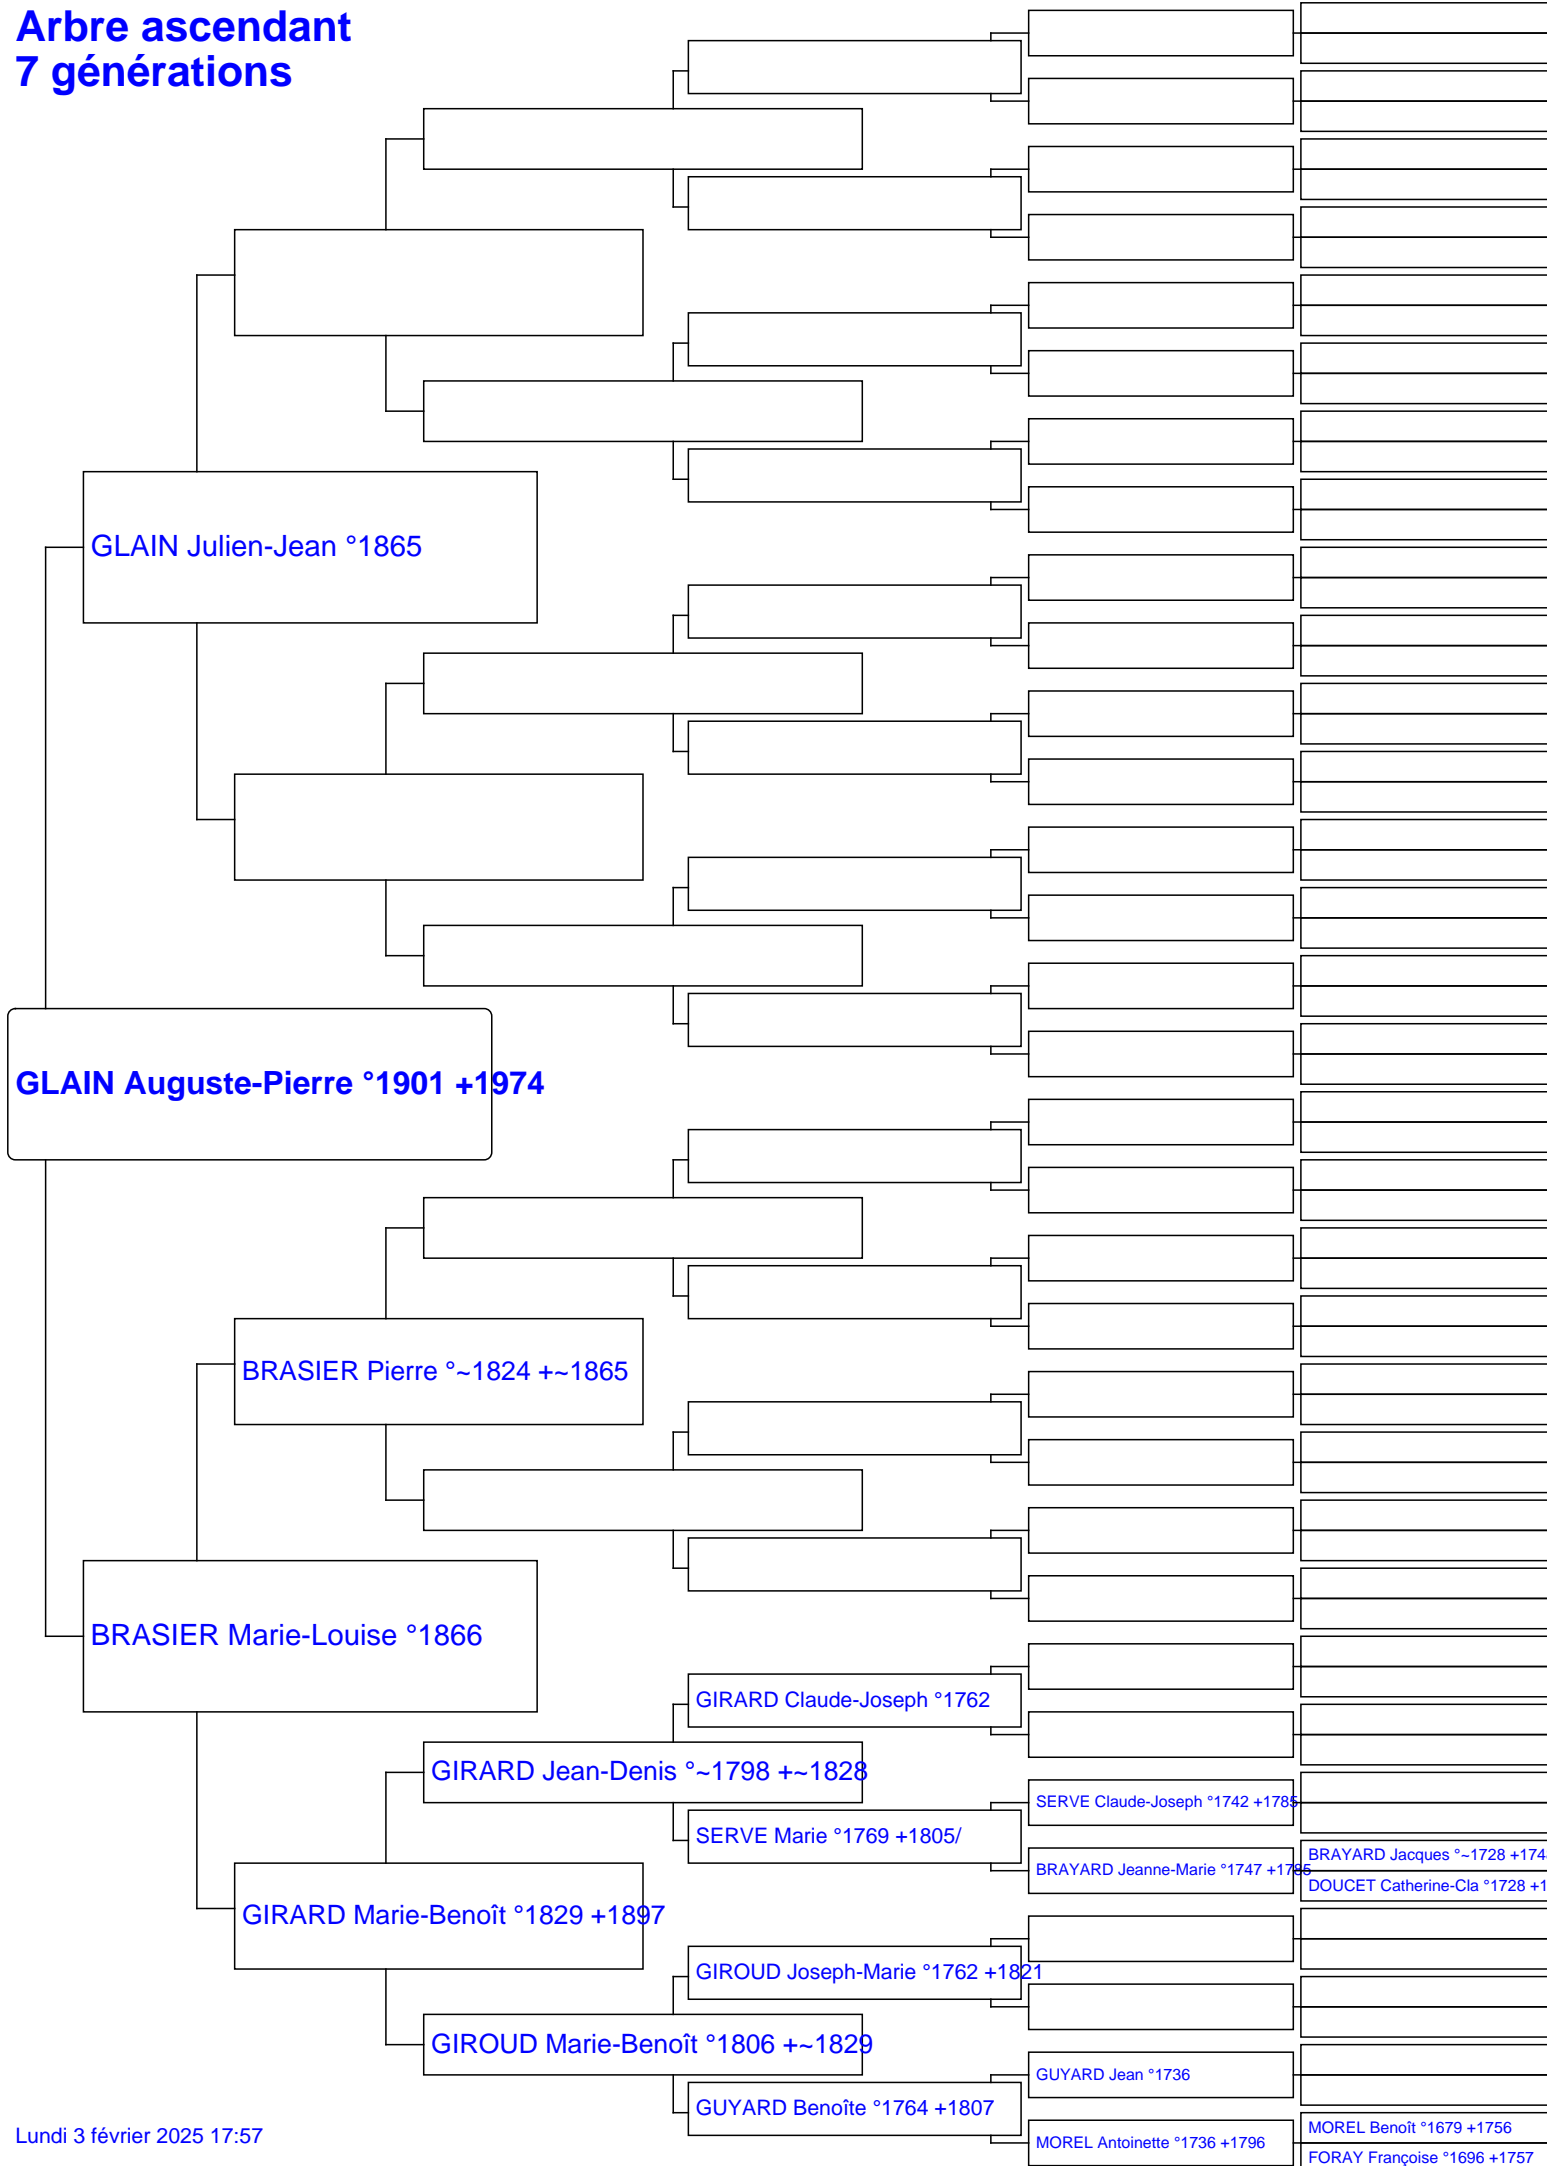 Arbre ascendant
7 générations
GLAIN Julien-Jean °1865
GLAIN Auguste-Pierre °1901 +1974
BRASIER Pierre °~1824 +~1865
BRASIER Marie-Louise °1866
GIRARD Claude-Joseph °1762
GIRARD Jean-Denis °~1798 +~1828
SERVE Claude-Joseph °1742 +1785
SERVE Marie °1769 +1805/
BRAYARD Jacques °~1728 +174
BRAYARD Jeanne-Marie °1747 +1785
DOUCET Catherine-Cla °1728 +1
GIRARD Marie-Benoît °1829 +1897
GIROUD Joseph-Marie °1762 +1821
GIROUD Marie-Benoît °1806 +~1829
GUYARD Jean °1736
GUYARD Benoîte °1764 +1807
MOREL Benoît °1679 +1756
MOREL Antoinette °1736 +1796
FORAY Françoise °1696 +1757
Lundi 3 février 2025 17:57